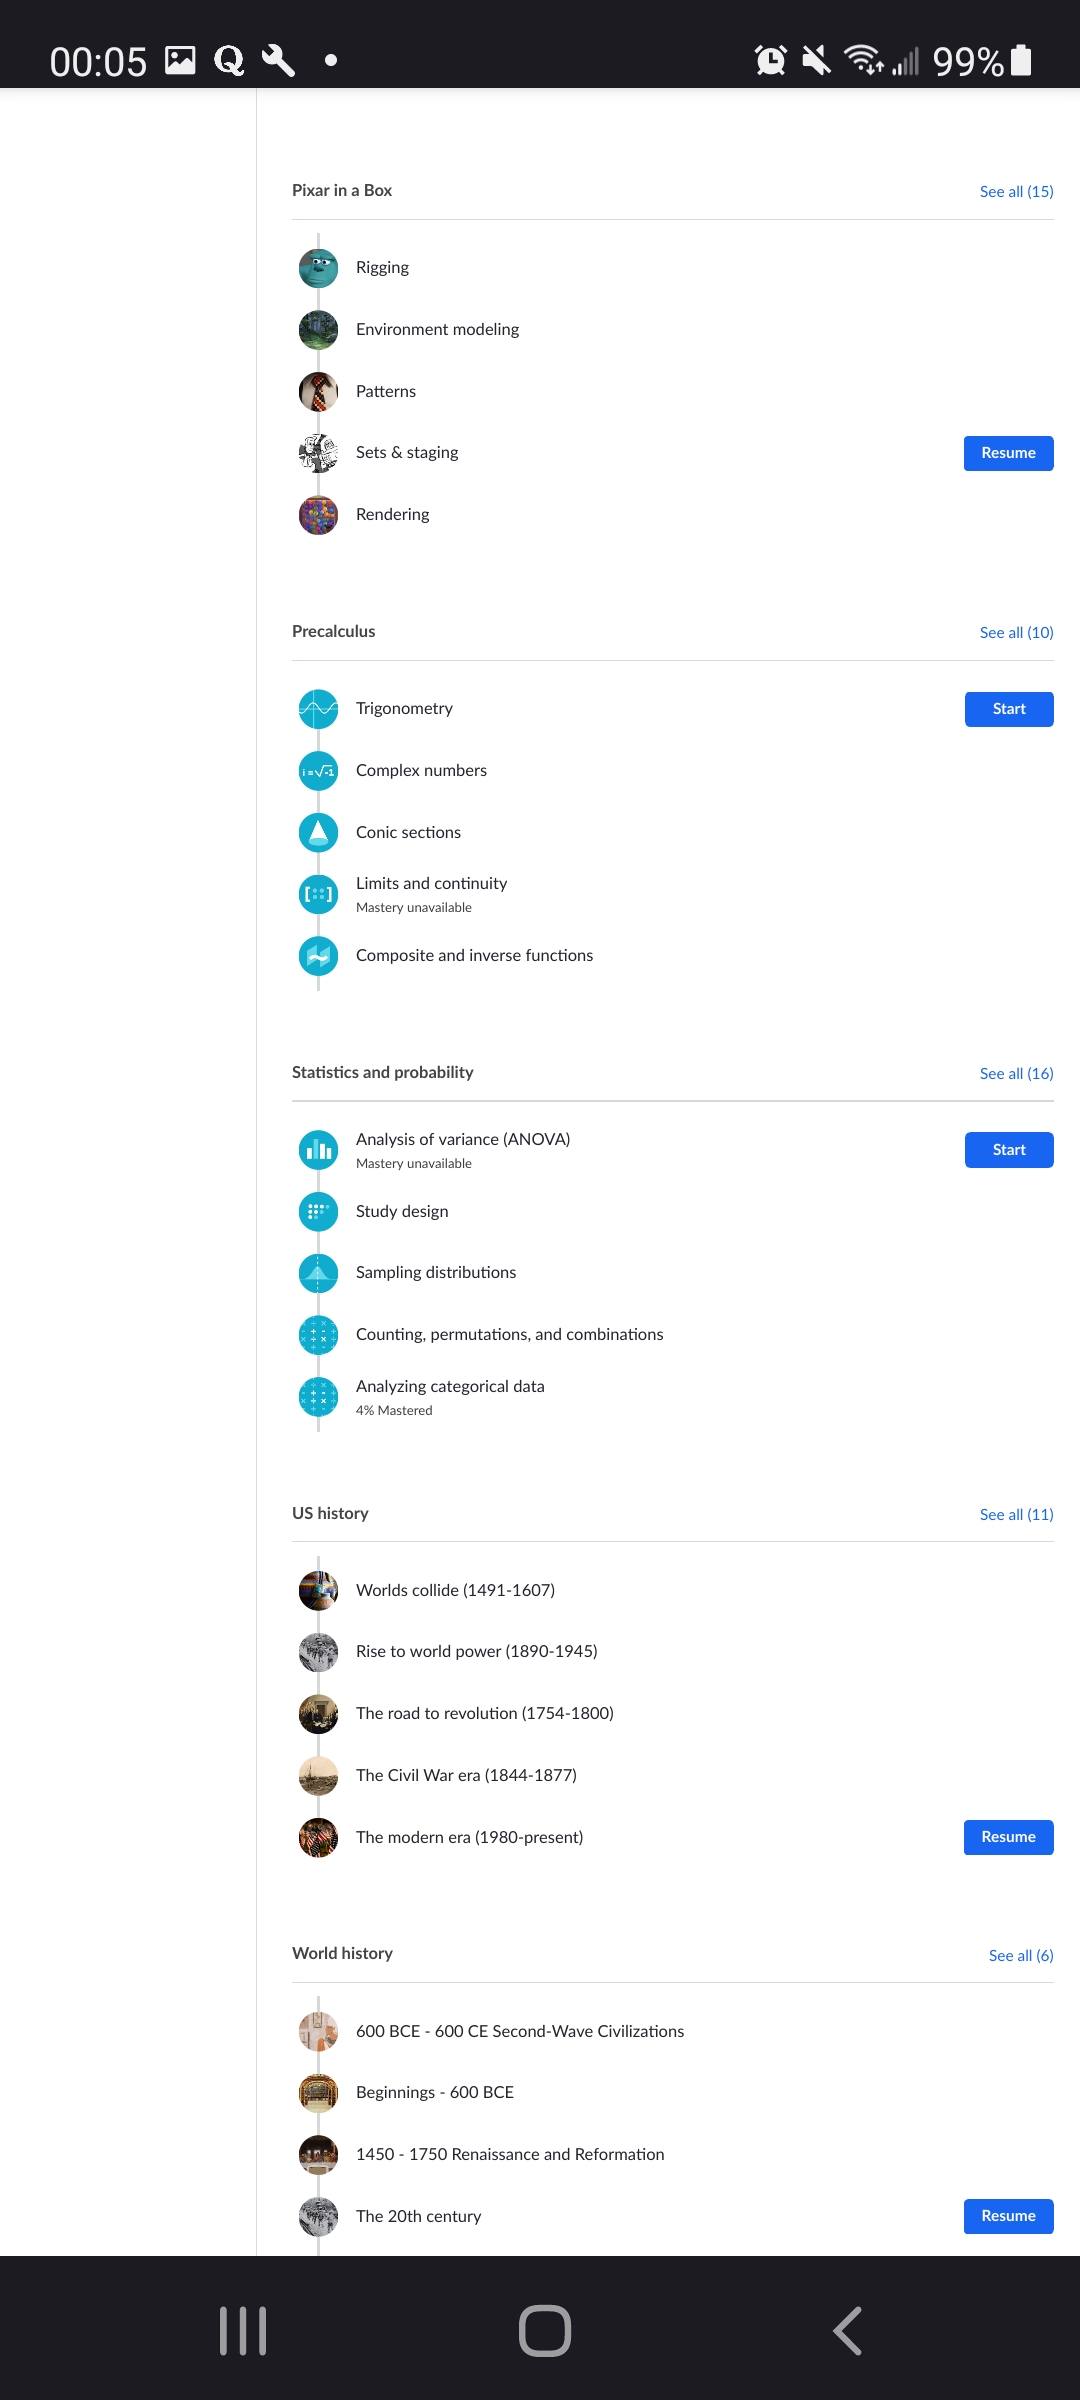 00:05
99%
Pixar in a Box
See all (15)
Rigging
Environment modeling
Patterns
Sets & staging
Resume
Rendering
Precalculus
See all (10)
Trigonometry
Start
i = √-1
Complex numbers
Conic sections
Limits and continuity
Mastery unavailable
Composite and inverse functions
Statistics and probability
See all (16)
Analysis of variance (ANOVA)
Mastery unavailable
Start
Study design
Sampling distributions
Counting, permutations, and combinations
Analyzing categorical data
4% Mastered
US history
See all (11)
Worlds collide (1491-1607)
Rise to world power (1890-1945)
The road to revolution (1754-1800)
The Civil War era (1844-1877)
The modern era (1980-present)
Resume
World history
See all (6)
600 BCE - 600 CE Second-Wave Civilizations
Beginnings - 600 BCE
1450 - 1750 Renaissance and Reformation
The 20th century
Resume